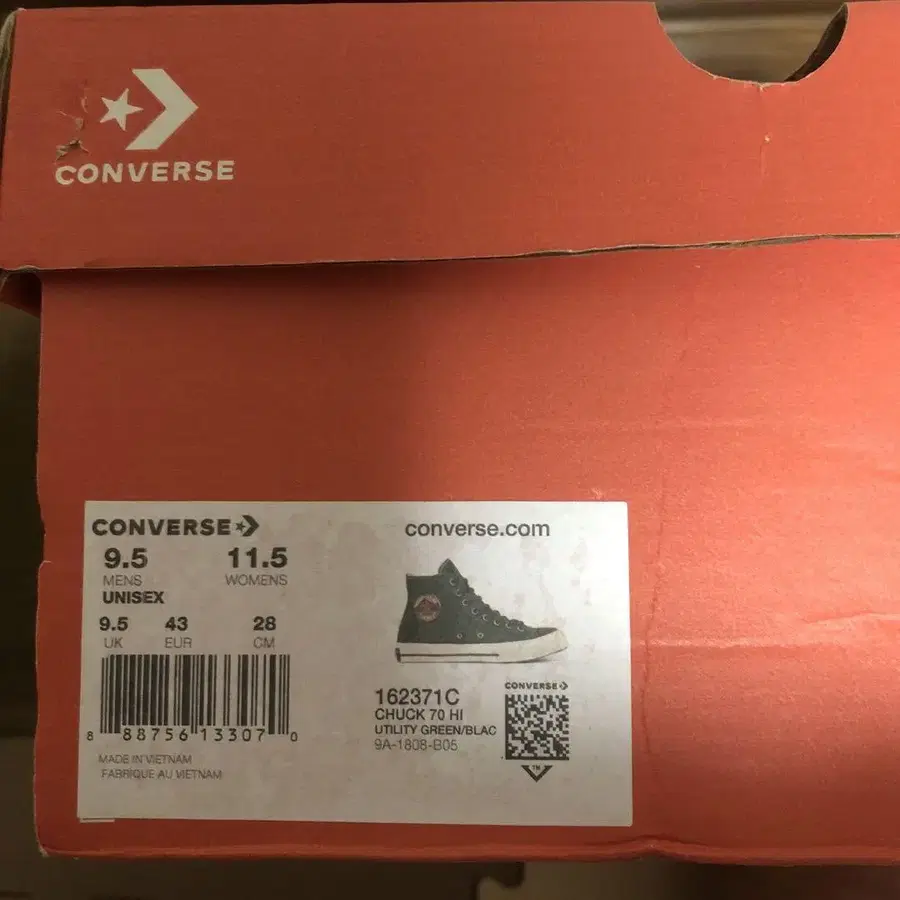 CONVERSE
CONVERSE
converse.com
9.5 11.5
MENS WOMENS
UNISEX
9.5 43 28
UK EUR CM
8 88756 13307 0
MADE IN VIETNAM
FABRIQUE AU VIETNAM
162371C
CHUCK 70 HI
UTILITY GREEN/BLAC
9A-1808-B05
CONVERSE
TM